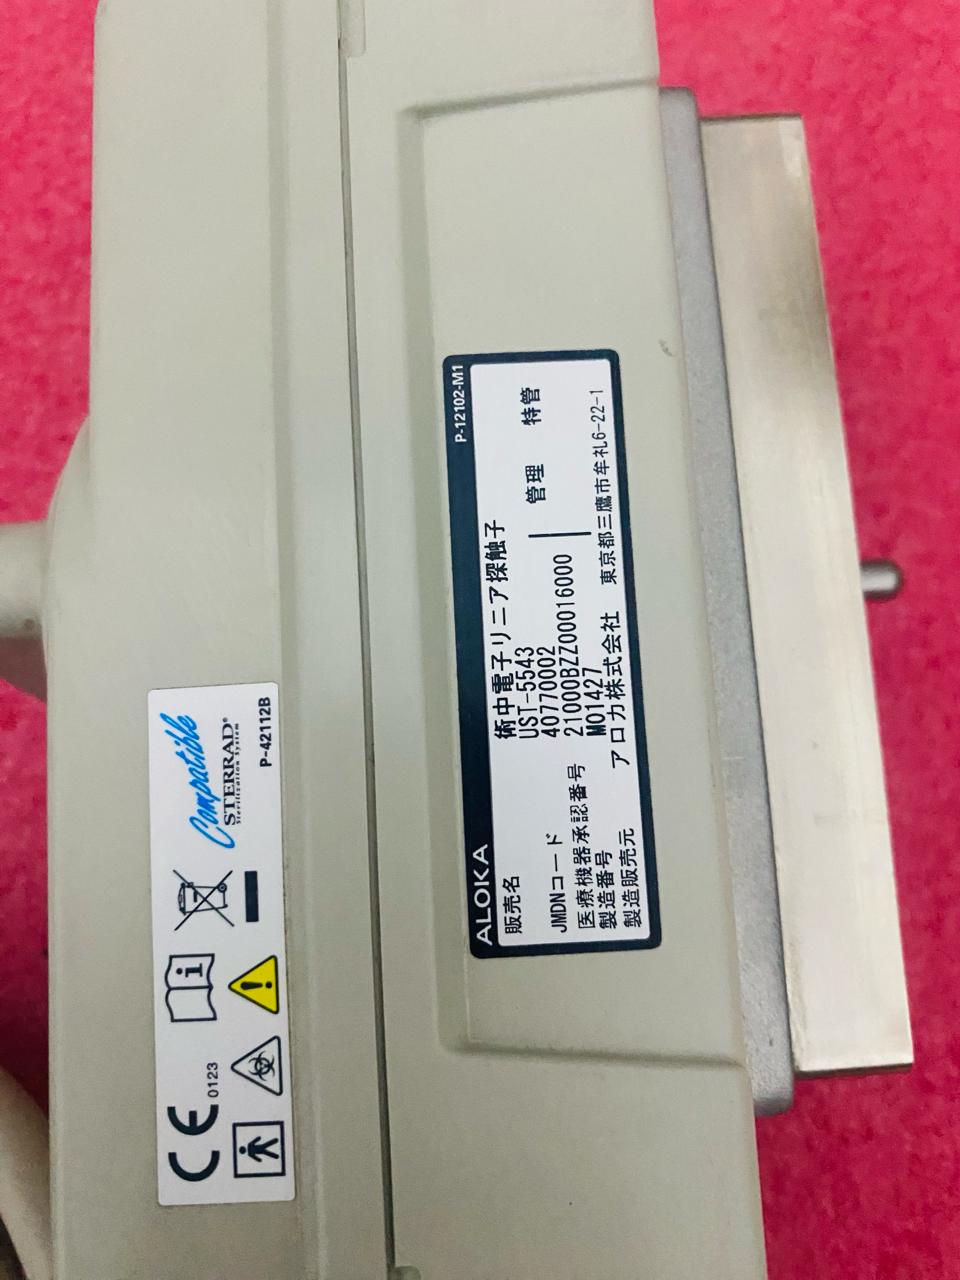 CE 0123
Compatible
STERRAD®
Sterilization System
P-42112B
ALOKA
P-12102-M1
販売名 術中電子リニア探触子
UST-5543
JMDNコード 40770002
管理 特管
医療機器承認番号 21000BZZ00016000
製造番号 M01427
製造販売元 アロカ株式会社 東京都三鷹市牟礼6-22-1